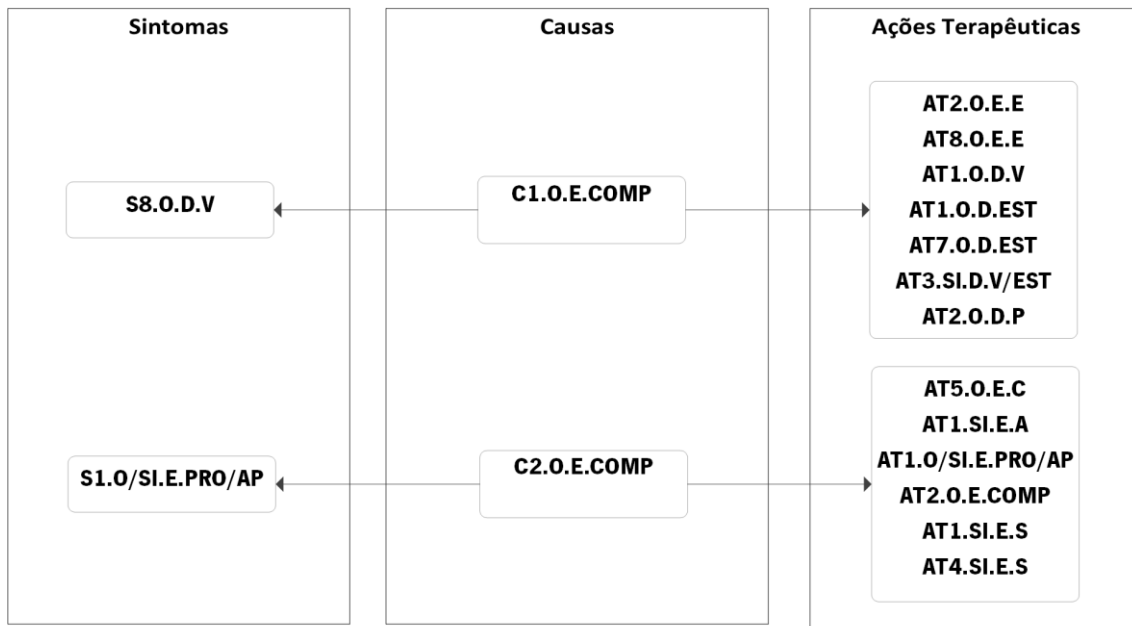 Sintomas
Causas
Ações Terapêuticas
S8.O.D.V
C1.O.E.COMP
AT2.O.E.E
AT8.O.E.E
AT1.O.D.V
AT1.O.D.EST
AT7.O.D.EST
AT3.SI.D.V/EST
AT2.O.D.P
S1.O/SI.E.PRO/AP
C2.O.E.COMP
AT5.O.E.C
AT1.SI.E.A
AT1.O/SI.E.PRO/AP
AT2.O.E.COMP
AT1.SI.E.S
AT4.SI.E.S